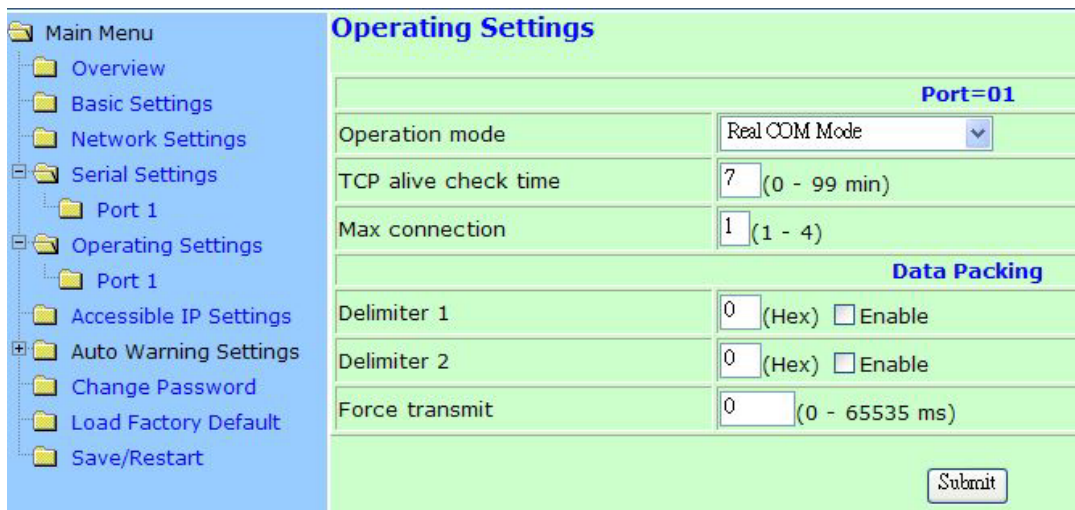 Main Menu
Overview
Basic Settings
Network Settings
Serial Settings
Port 1
Operating Settings
Port 1
Accessible IP Settings
Auto Warning Settings
Change Password
Load Factory Default
Save/Restart
Operating Settings
Port=01
Operation mode Real COM Mode
TCP alive check time 7 (0 - 99 min)
Max connection 1 (1 - 4)
Data Packing
Delimiter 1 0 (Hex) Enable
Delimiter 2 0 (Hex) Enable
Force transmit 0 (0 - 65535 ms)
Submit